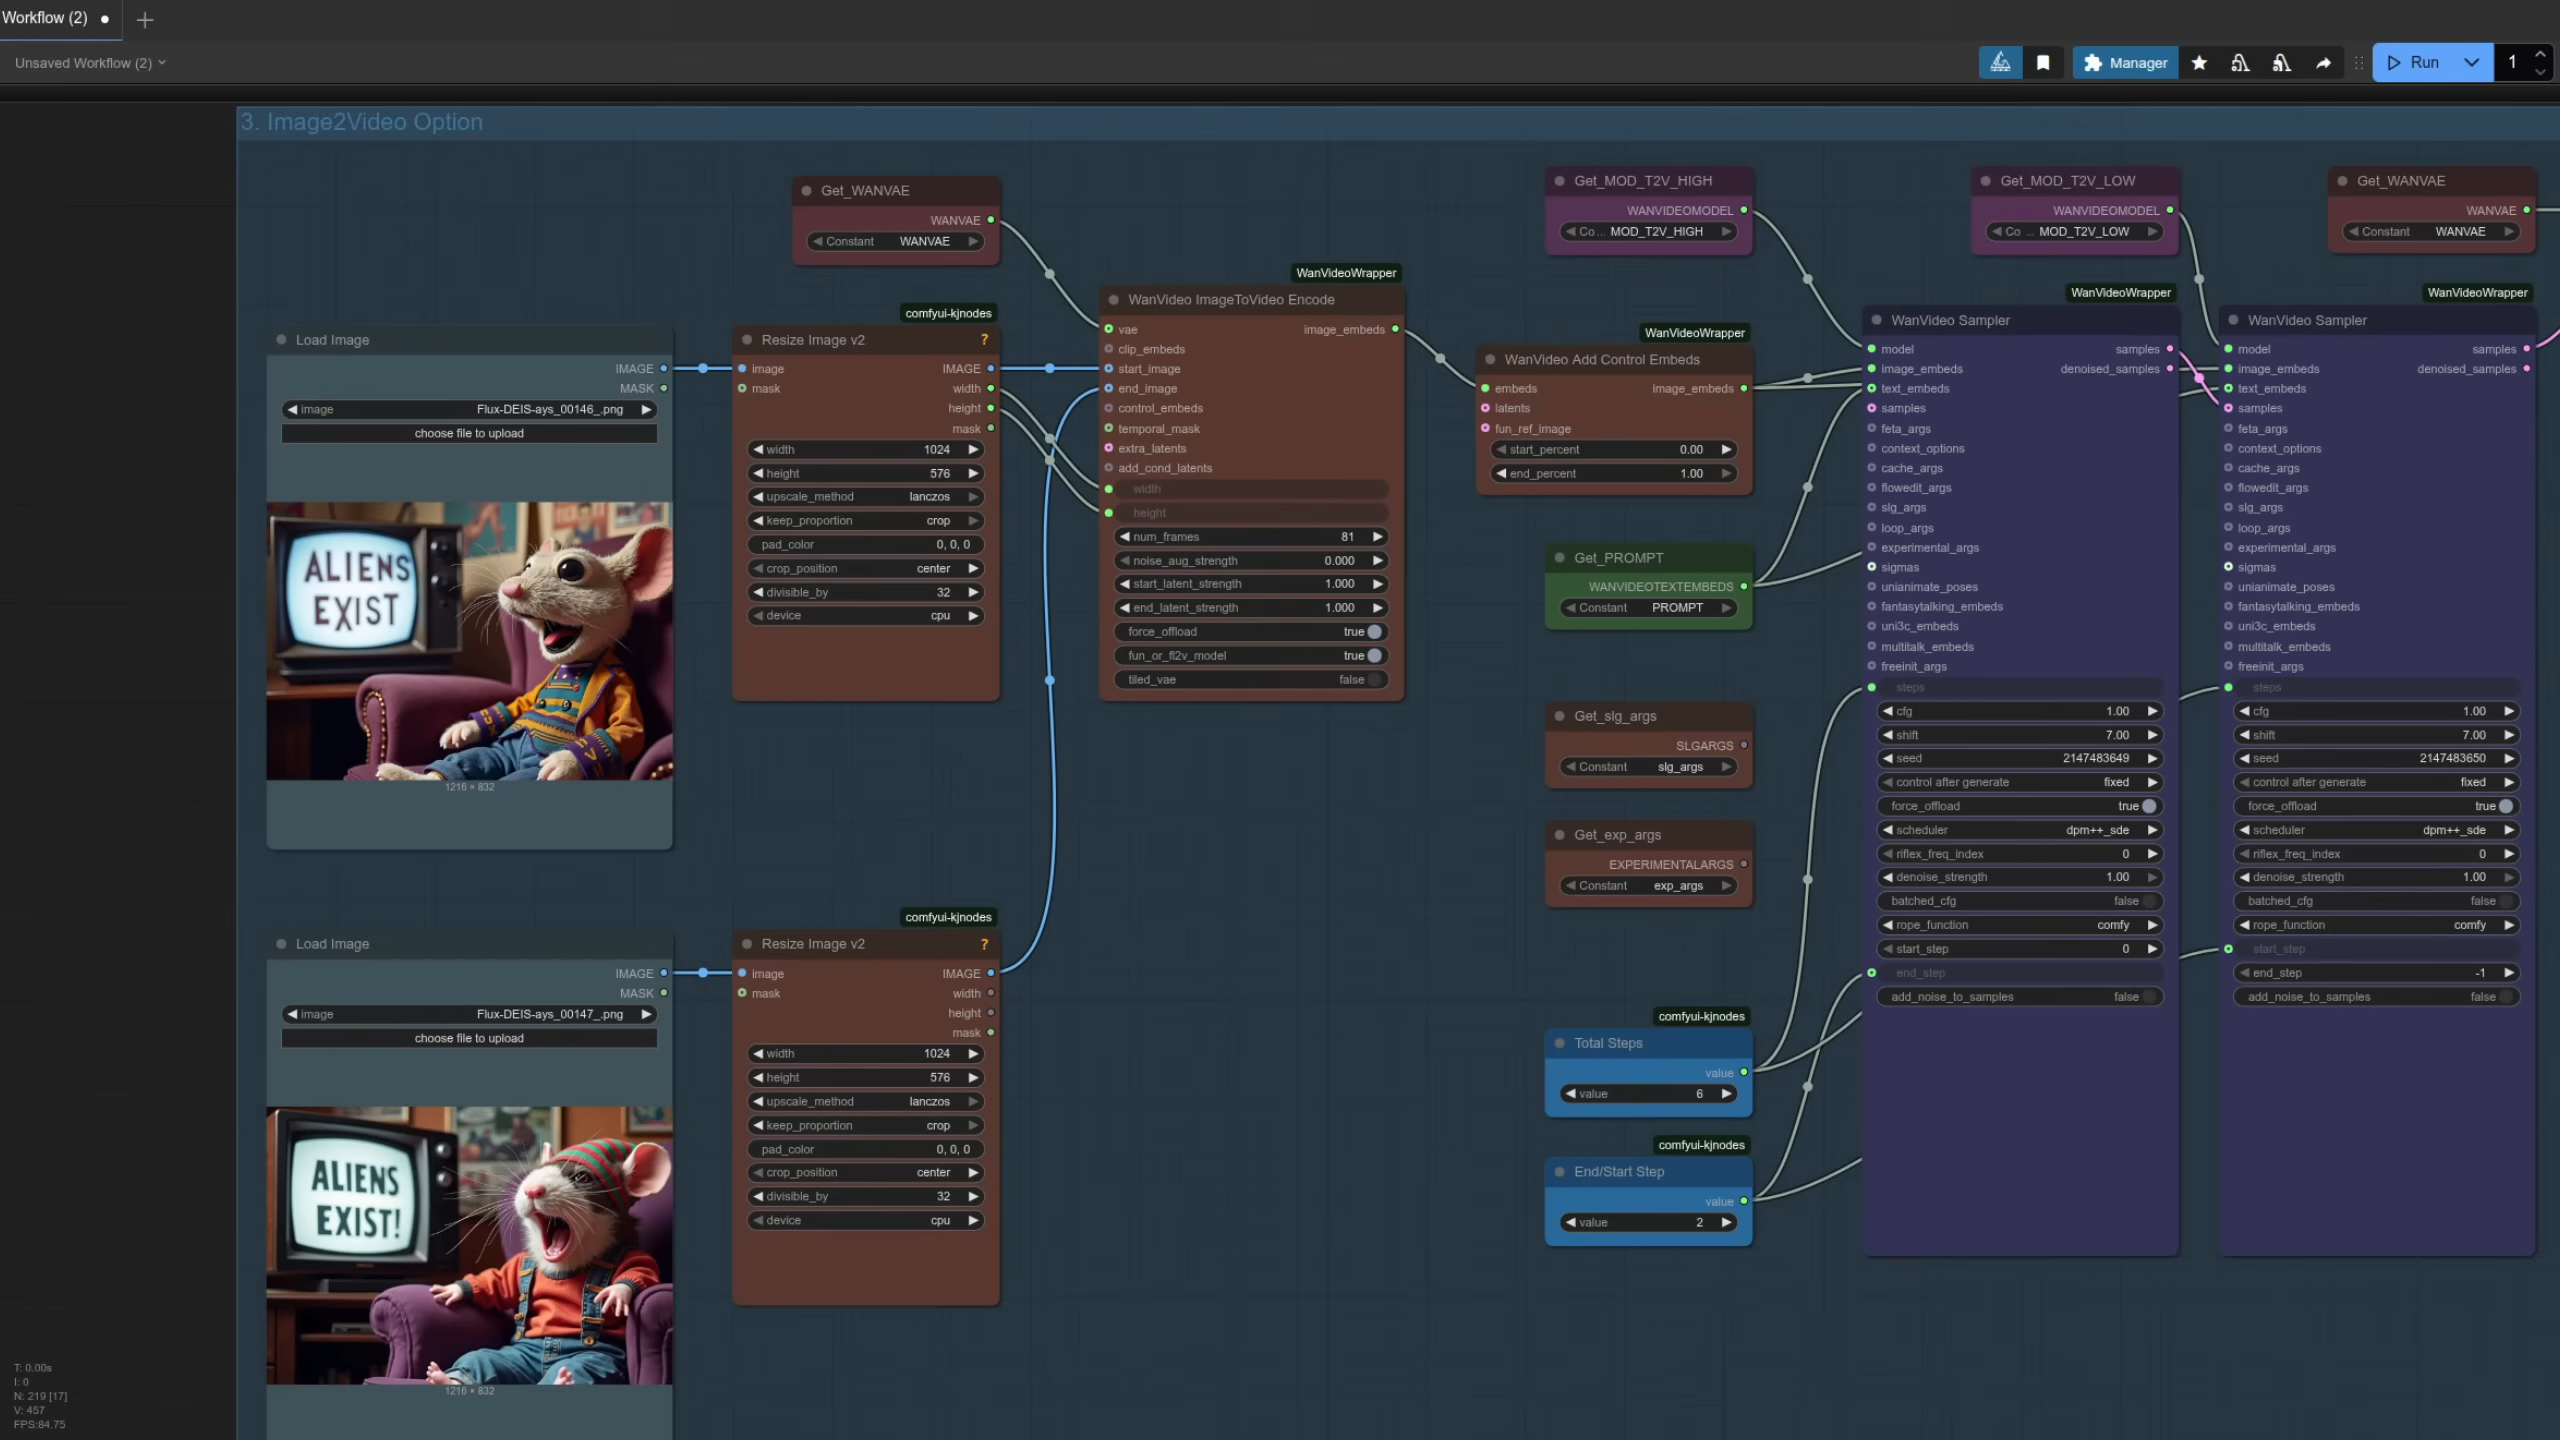 Workflow (2)
Unsaved Workflow (2)
Manager
Run
1
3. Image2Video Option
Get_WANVAE
WANVAE
Constant WANVAE
Get_MOD_T2V_HIGH
WANVIDEOMODEL
Co ... MOD_T2V_HIGH
Get_MOD_T2V_LOW
WANVIDEOMODEL
Co ... MOD_T2V_LOW
Get_WANVAE
WANVAE
Constant WANVAE
Load Image
IMAGE
MASK
image Flux-DEIS-ays_00146_.png
choose file to upload
ALIENS
EXIST
1216 × 832
comfyui-kjnodes
Resize Image v2 ?
image IMAGE
mask width
height
mask
width 1024
height 576
upscale_method lanczos
keep_proportion crop
pad_color 0, 0, 0
crop_position center
divisible_by 32
device cpu
WanVideoWrapper
WanVideo ImageToVideo Encode
vae image_embeds
clip_embeds
start_image
end_image
control_embeds
temporal_mask
extra_latents
add_cond_latents
width
height
num_frames 81
noise_aug_strength 0.000
start_latent_strength 1.000
end_latent_strength 1.000
force_offload true
fun_or_fl2v_model true
tiled_vae false
WanVideoWrapper
WanVideo Add Control Embeds
embeds image_embeds
latents
fun_ref_image
start_percent 0.00
end_percent 1.00
Get_PROMPT
WANVIDEOTEXTEMBEDS
Constant PROMPT
Get_slg_args
SLGARGS
Constant slg_args
Get_exp_args
EXPERIMENTALARGS
Constant exp_args
comfyui-kjnodes
Total Steps
value
value 6
comfyui-kjnodes
End/Start Step
value
value 2
WanVideoWrapper
WanVideo Sampler
model samples
image_embeds denoised_samples
text_embeds
samples
feta_args
context_options
cache_args
flowedit_args
slg_args
loop_args
experimental_args
sigmas
unianimate_poses
fantasytalking_embeds
uni3c_embeds
multitalk_embeds
freeinit_args
steps
cfg 1.00
shift 7.00
seed 2147483649
control after generate fixed
force_offload true
scheduler dpm++_sde
riflex_freq_index 0
denoise_strength 1.00
batched_cfg false
rope_function comfy
start_step 0
end_step
add_noise_to_samples false
WanVideoWrapper
WanVideo Sampler
model samples
image_embeds denoised_samples
text_embeds
samples
feta_args
context_options
cache_args
flowedit_args
slg_args
loop_args
experimental_args
sigmas
unianimate_poses
fantasytalking_embeds
uni3c_embeds
multitalk_embeds
freeinit_args
steps
cfg 1.00
shift 7.00
seed 2147483650
control after generate fixed
force_offload true
scheduler dpm++_sde
riflex_freq_index 0
denoise_strength 1.00
batched_cfg false
rope_function comfy
start_step
end_step -1
add_noise_to_samples false
Load Image
IMAGE
MASK
image Flux-DEIS-ays_00147_.png
choose file to upload
ALIENS
EXIST!
1216 × 832
comfyui-kjnodes
Resize Image v2 ?
image IMAGE
mask width
height
mask
width 1024
height 576
upscale_method lanczos
keep_proportion crop
pad_color 0, 0, 0
crop_position center
divisible_by 32
device cpu
T: 0.00s
I: 0
N: 219 [17]
V: 457
FPS:84.75